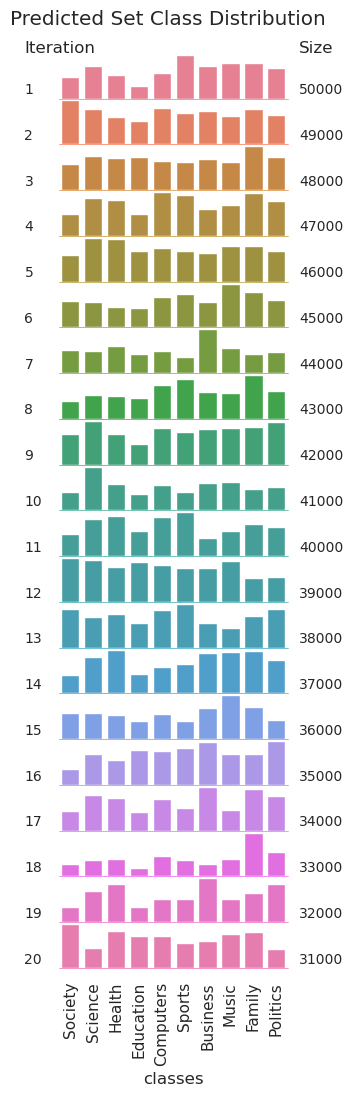 Predicted Set Class Distribution
Iteration Size
1 50000
2 49000
3 48000
4 47000
5 46000
6 45000
7 44000
8 43000
9 42000
10 41000
11 40000
12 39000
13 38000
14 37000
15 36000
16 35000
17 34000
18 33000
19 32000
20 31000
Society
Science
Health
Education
Computers
Sports
Business
Music
Family
Politics
classes